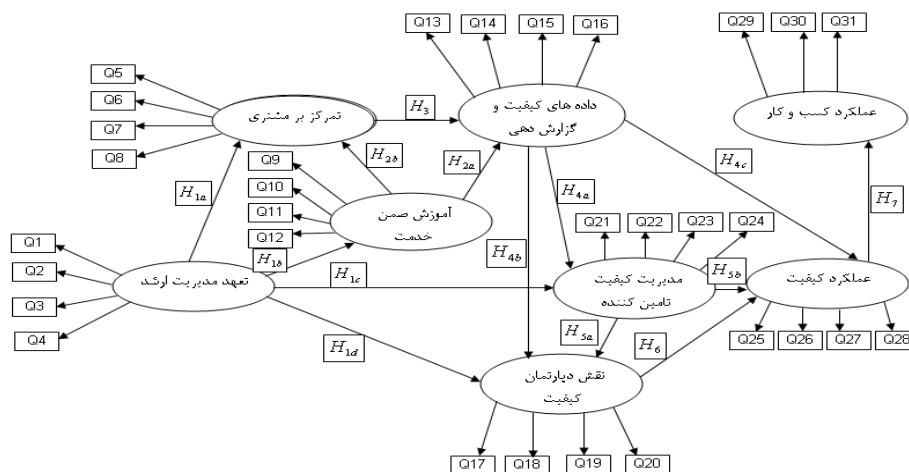 Q13
Q14
Q15
Q16
Q29
Q30
Q31
Q5
Q6
Q7
Q8
تمرکز بر مشتری
H3
داده های کیفیت و
گزارش دهی
عملکرد کسب و کار
Q9
Q10
Q11
Q12
H2b
H2a
H4c
H1a
آموزش ضمن
خدمت
H4a
H7
Q21
Q22
Q23
Q24
Q1
Q2
Q3
Q4
تعهد مدیریت ارشد
H1b
H1c
H4b
مدیریت کیفیت
تامین کننده
H5b
عملکرد کیفیت
H1d
H5a
H6
Q25
Q26
Q27
Q28
نقش دپارتمان
کیفیت
Q17
Q18
Q19
Q20